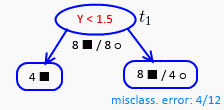 Y < 1.5 t₁
8 ■ / 8 o
4 ■ 8 ■ / 4 o
misclass. error: 4/12